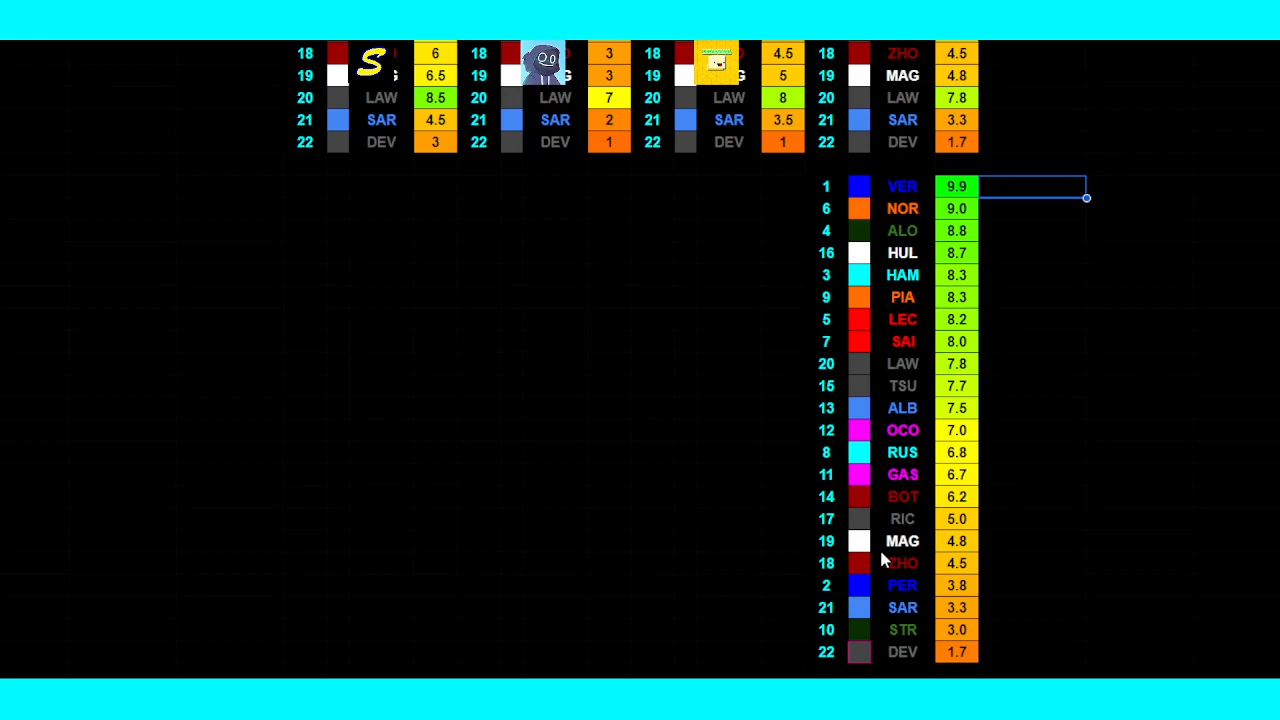 18 S 6 18 3 18 4.5 18 ZHO 4.5
19 6.5 19 3 19 5 19 MAG 4.8
20 LAW 8.5 20 LAW 7 20 LAW 8 20 LAW 7.8
21 SAR 4.5 21 SAR 2 21 SAR 3.5 21 SAR 3.3
22 DEV 3 22 DEV 1 22 DEV 1 22 DEV 1.7
1 VER 9.9
6 NOR 9.0
4 ALO 8.8
16 HUL 8.7
3 HAM 8.3
9 PIA 8.3
5 LEC 8.2
7 SAI 8.0
20 LAW 7.8
15 TSU 7.7
13 ALB 7.5
12 OCO 7.0
8 RUS 6.8
11 GAS 6.7
14 BOT 6.2
17 RIC 5.0
19 MAG 4.8
18 ZHO 4.5
2 PER 3.8
21 SAR 3.3
10 STR 3.0
22 DEV 1.7